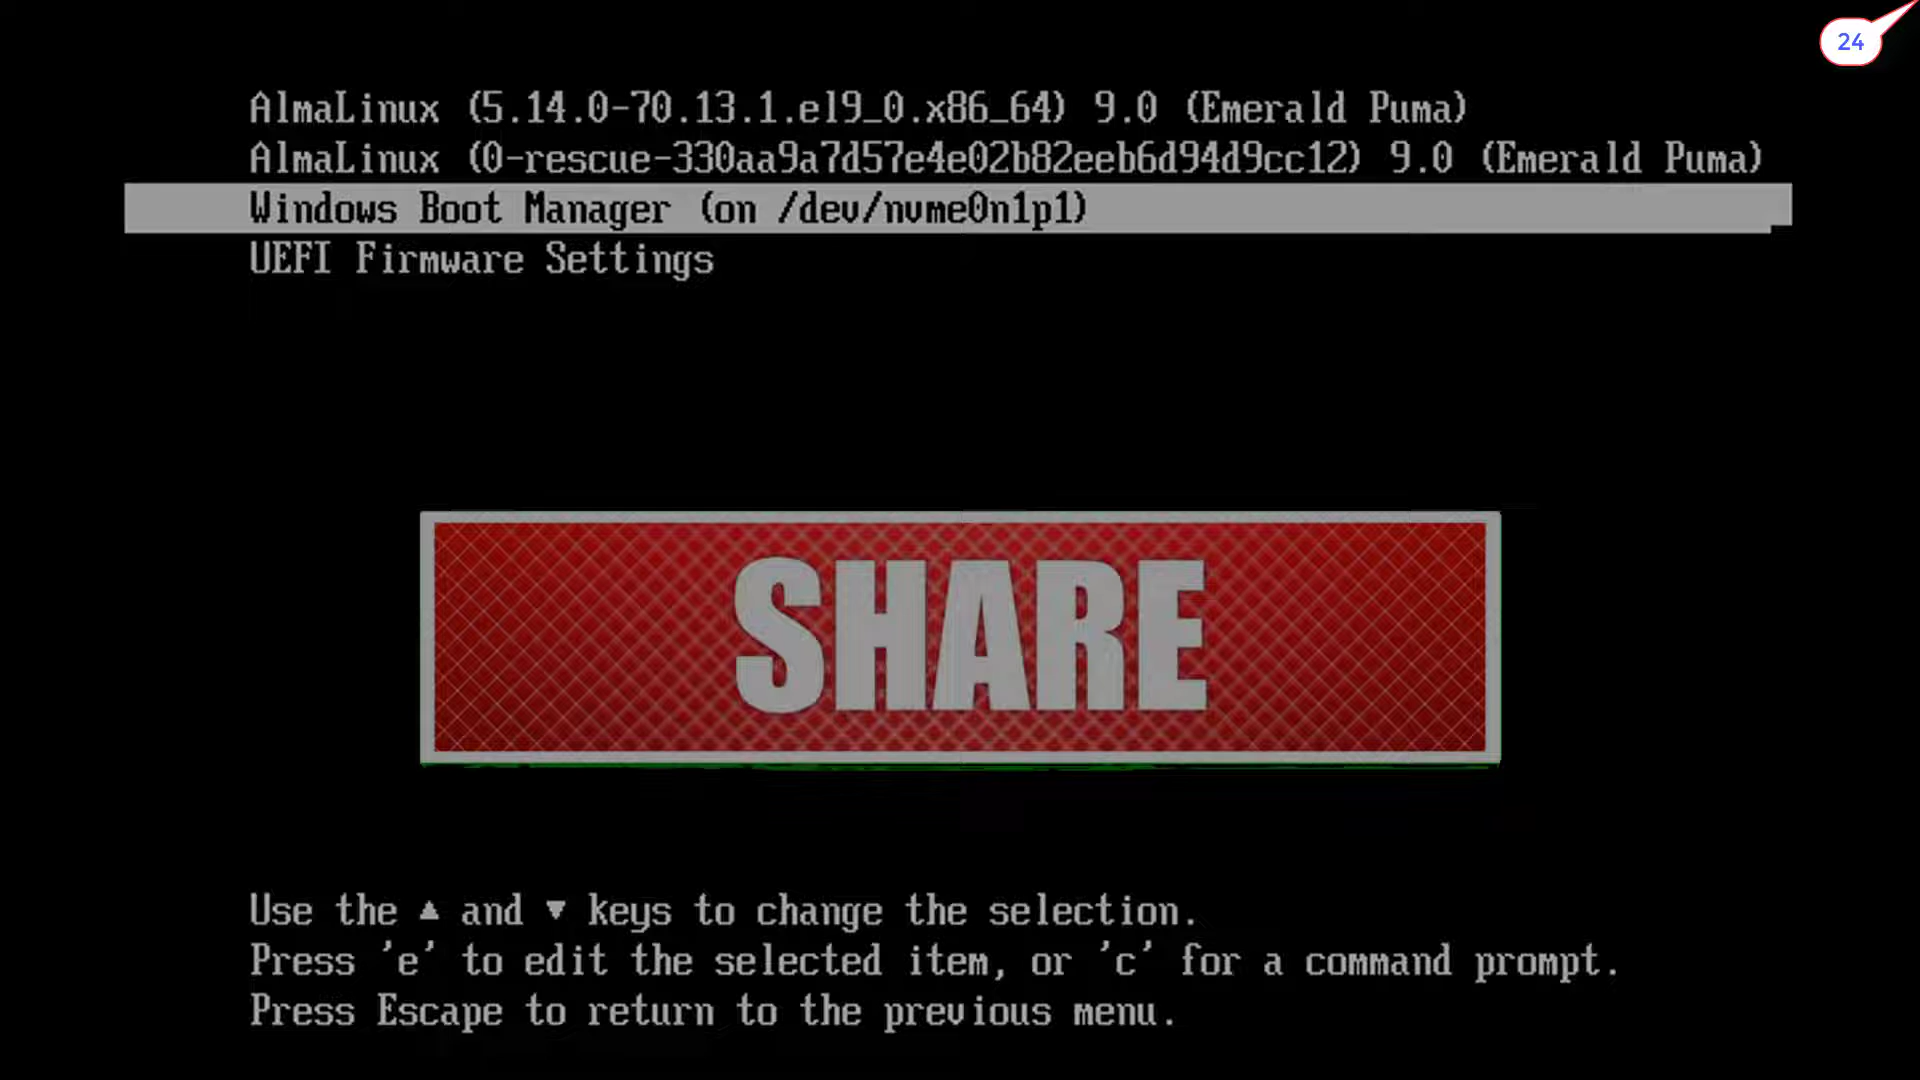 24
AlmaLinux (5.14.0-70.13.1.el9_0.x86_64) 9.0 (Emerald Puma)
AlmaLinux (0-rescue-330aa9a7d57e4e02b82eeb6d94d9cc12) 9.0 (Emerald Puma)
Windows Boot Manager (on /dev/nvme0n1p1)
UEFI Firmware Settings
SHARE
Use the ▲ and ▼ keys to change the selection.
Press 'e' to edit the selected item, or 'c' for a command prompt.
Press Escape to return to the previous menu.